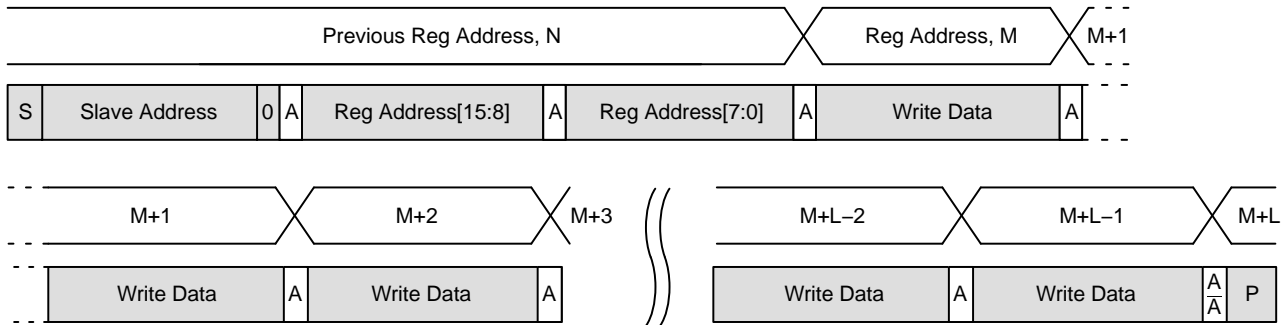 Previous Reg Address, N Reg Address, M M+1
S Slave Address 0 A Reg Address[15:8] A Reg Address[7:0] A Write Data A
M+1 M+2 M+3 M+L−2 M+L−1 M+L
Write Data A Write Data A Write Data A Write Data A/A̅ P